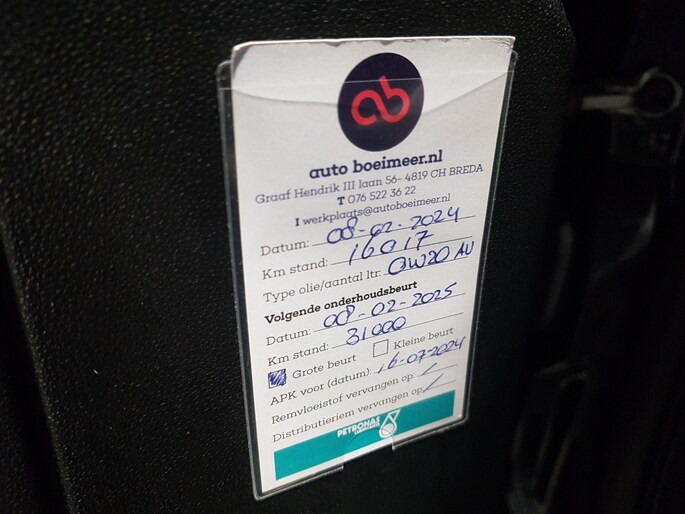 ab
auto boeimeer.nl
Graaf Hendrik III laan 56- 4819 CH BREDA
T 076 522 36 22
I werkplaats@autoboeimeer.nl
Datum: 08-02-2024
Km stand: 16017
Type olie/aantal ltr: 0W20 AU
Volgende onderhoudsbeurt
Datum: 08-02-2025
Km stand: 31000
Grote beurt Kleine beurt
APK voor (datum): 16-07-2024
Remvloeistof vervangen op: /
Distributieriem vervangen op: /
PETRONAS